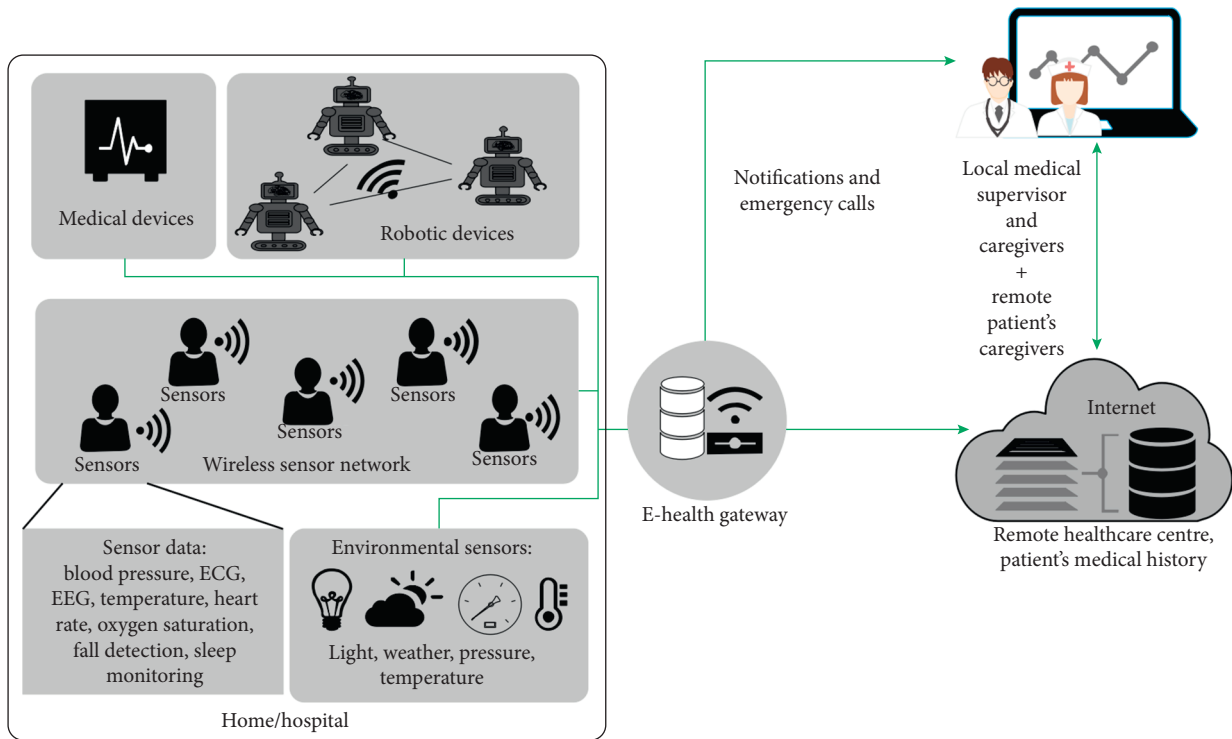 Medical devices
Robotic devices
Sensors
Sensors
Sensors
Sensors
Sensors
Wireless sensor network
Sensor data:
blood pressure, ECG,
EEG, temperature, heart
rate, oxygen saturation,
fall detection, sleep
monitoring
Environmental sensors:
Light, weather, pressure,
temperature
Home/hospital
E-health gateway
Notifications and
emergency calls
Local medical
supervisor
and
caregivers
+
remote
patient's
caregivers
Internet
Remote healthcare centre,
patient's medical history